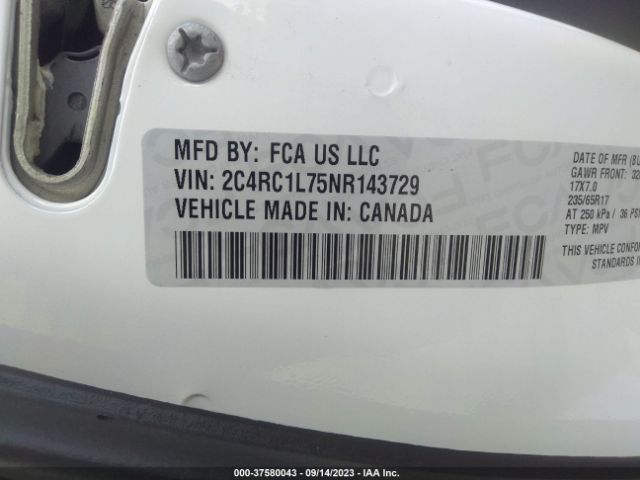 MFD BY: FCA US LLC
VIN: 2C4RC1L75NR143729
VEHICLE MADE IN: CANADA
DATE OF MFR
GAWR FRONT:
17X7.0
235/65R17
AT 250 kPa / 36 PSI
TYPE: MPV
THIS VEHICLE
STANDARDS
000-37580043 - 09/14/2023 - IAA Inc.